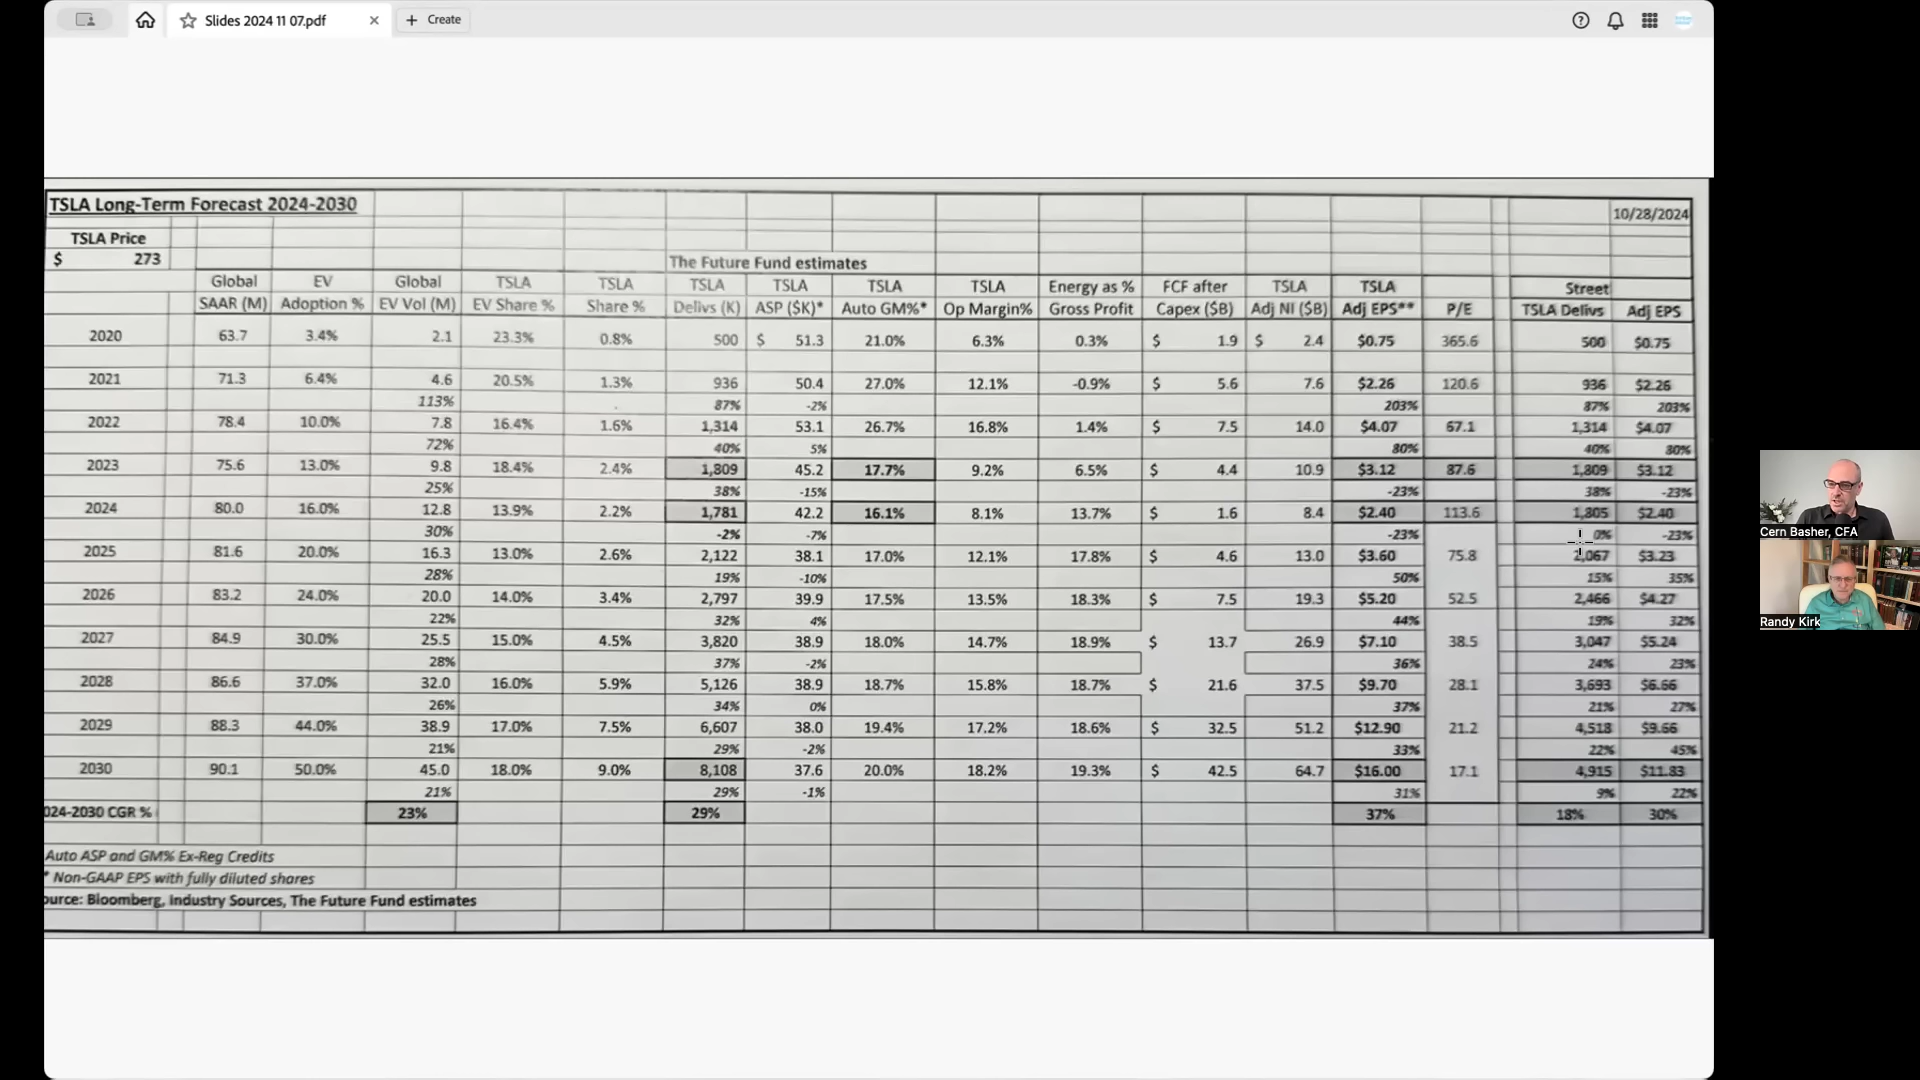 Slides 2024 11 07.pdf
Create
TSLA Long-Term Forecast 2024-2030
10/28/2024
TSLA Price
$ 273
The Future Fund estimates
Global EV Global TSLA TSLA TSLA TSLA TSLA TSLA Energy as % FCF after TSLA TSLA Street
SAAR (M) Adoption % EV Vol (M) EV Share % Share % Delivs (K) ASP ($K)* Auto GM%* Op Margin% Gross Profit Capex ($B) Adj NI ($B) Adj EPS** P/E TSLA Delivs Adj EPS
2020 63.7 3.4% 2.1 23.3% 0.8% 500 $ 51.3 21.0% 6.3% 0.3% $ 1.9 $ 2.4 $0.75 365.6 500 $0.75
2021 71.3 6.4% 4.6 20.5% 1.3% 936 50.4 27.0% 12.1% -0.9% $ 5.6 7.6 $2.26 120.6 936 $2.26
113% 87% -2% 203% 87% 203%
2022 78.4 10.0% 7.8 16.4% 1.6% 1,314 53.1 26.7% 16.8% 1.4% $ 7.5 14.0 $4.07 67.1 1,314 $4.07
72% 40% 5% 80% 40% 80%
2023 75.6 13.0% 9.8 18.4% 2.4% 1,809 45.2 17.7% 9.2% 6.5% $ 4.4 10.9 $3.12 87.6 1,809 $3.12
25% 38% -15% -23% 38% -23%
2024 80.0 16.0% 12.8 13.9% 2.2% 1,781 42.2 16.1% 8.1% 13.7% $ 1.6 8.4 $2.40 113.6 1,805 $2.40
30% -2% -7% -23% 0% -23%
2025 81.6 20.0% 16.3 13.0% 2.6% 2,122 38.1 17.0% 12.1% 17.8% $ 4.6 13.0 $3.60 75.8 2,067 $3.23
28% 19% -10% 50% 15% 35%
2026 83.2 24.0% 20.0 14.0% 3.4% 2,797 39.9 17.5% 13.5% 18.3% $ 7.5 19.3 $5.20 52.5 2,466 $4.27
22% 32% 4% 44% 19% 32%
2027 84.9 30.0% 25.5 15.0% 4.5% 3,820 38.9 18.0% 14.7% 18.9% $ 13.7 26.9 $7.10 38.5 3,047 $5.24
28% 37% -2% 36% 24% 23%
2028 86.6 37.0% 32.0 16.0% 5.9% 5,126 38.9 18.7% 15.8% 18.7% $ 21.6 37.5 $9.70 28.1 3,693 $6.66
26% 34% 0% 37% 21% 27%
2029 88.3 44.0% 38.9 17.0% 7.5% 6,607 38.0 19.4% 17.2% 18.6% $ 32.5 51.2 $12.90 21.2 4,518 $9.66
21% 29% -2% 33% 22% 45%
2030 90.1 50.0% 45.0 18.0% 9.0% 8,108 37.6 20.0% 18.2% 19.3% $ 42.5 64.7 $16.00 17.1 4,915 $11.83
21% 29% -1% 31% 9% 22%
024-2030 CGR % 23% 29% 37% 18% 30%
Auto ASP and GM% Ex-Reg Credits
* Non-GAAP EPS with fully diluted shares
ource: Bloomberg, Industry Sources, The Future Fund estimates
Cern Basher, CFA
Randy Kirk